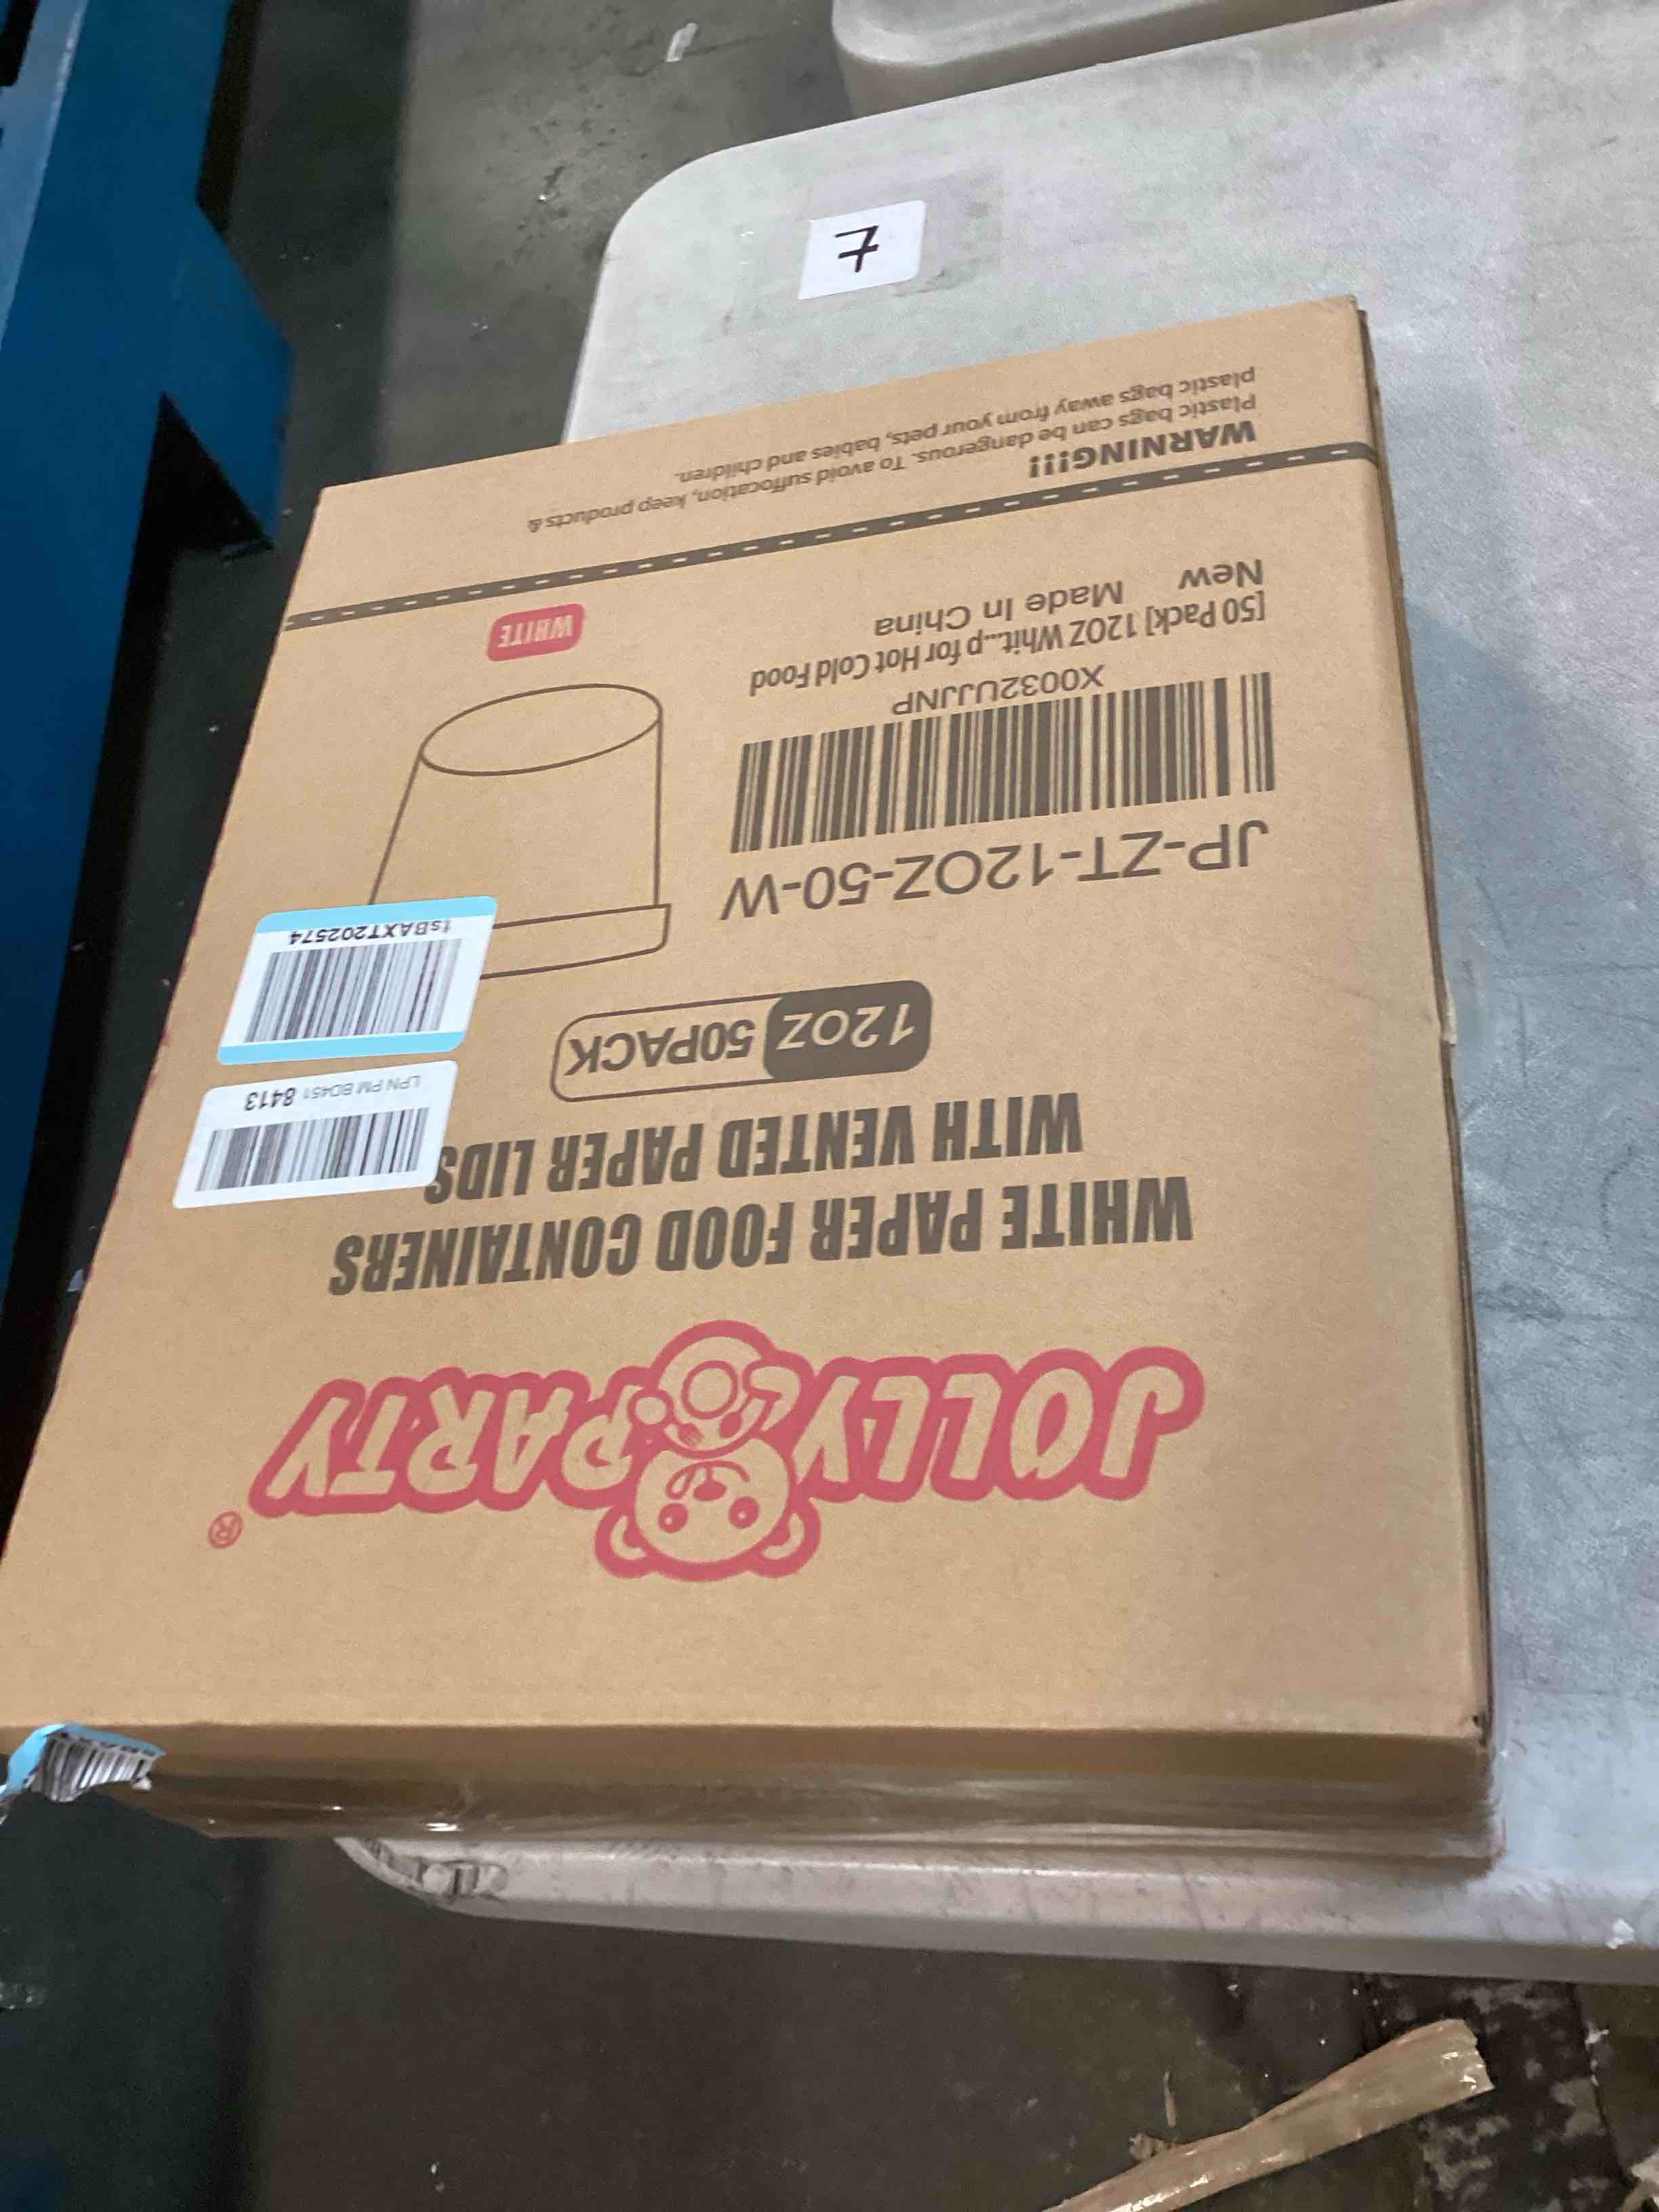 JOLLY PARTY®
WHITE PAPER FOOD CONTAINERS
WITH VENTED PAPER LIDS
12OZ 50PACK
LPN PM BD451 8413
tsBAXT202574
JP-ZT-12OZ-50-W
X0032UJJNP
[50 Pack] 12OZ Whit...p for Hot Cold Food
New Made In China
WHITE
WARNING!!!
Plastic bags can be dangerous. To avoid suffocation, keep products &
plastic bags away from your pets, babies and children.
7